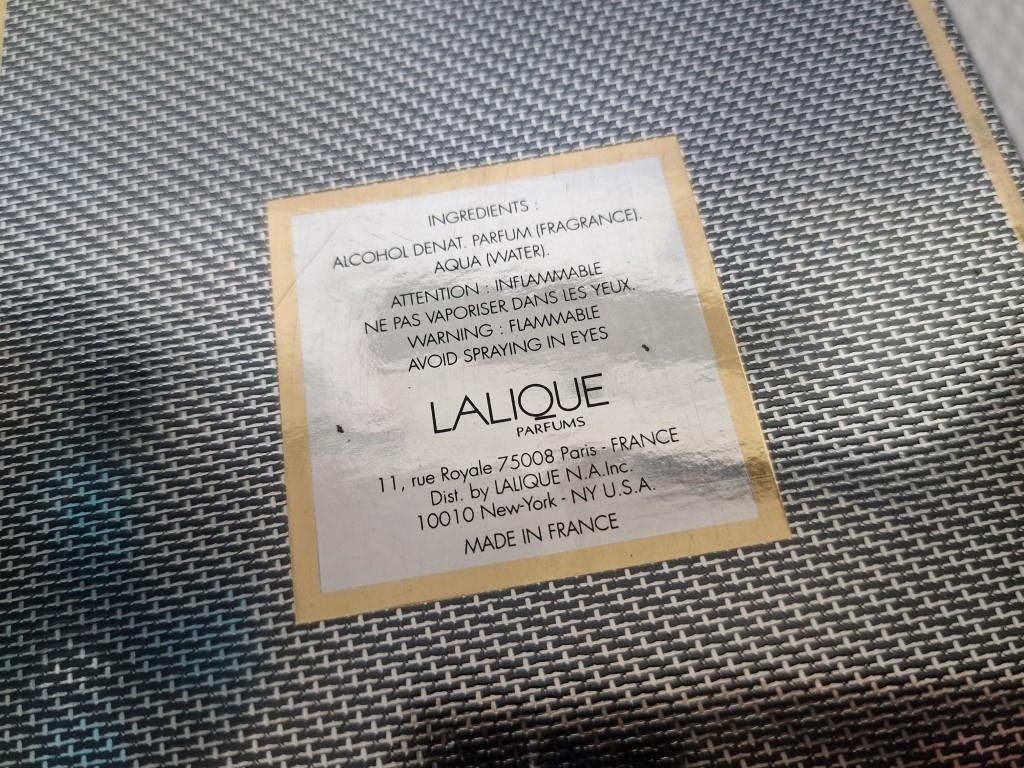 INGREDIENTS :
ALCOHOL DENAT. PARFUM (FRAGRANCE).
AQUA (WATER).
ATTENTION : INFLAMMABLE
NE PAS VAPORISER DANS LES YEUX.
WARNING : FLAMMABLE
AVOID SPRAYING IN EYES
LALIQUE
PARFUMS
11, rue Royale 75008 Paris - FRANCE
Dist. by LALIQUE N.A.Inc.
10010 New-York - NY U.S.A.
MADE IN FRANCE